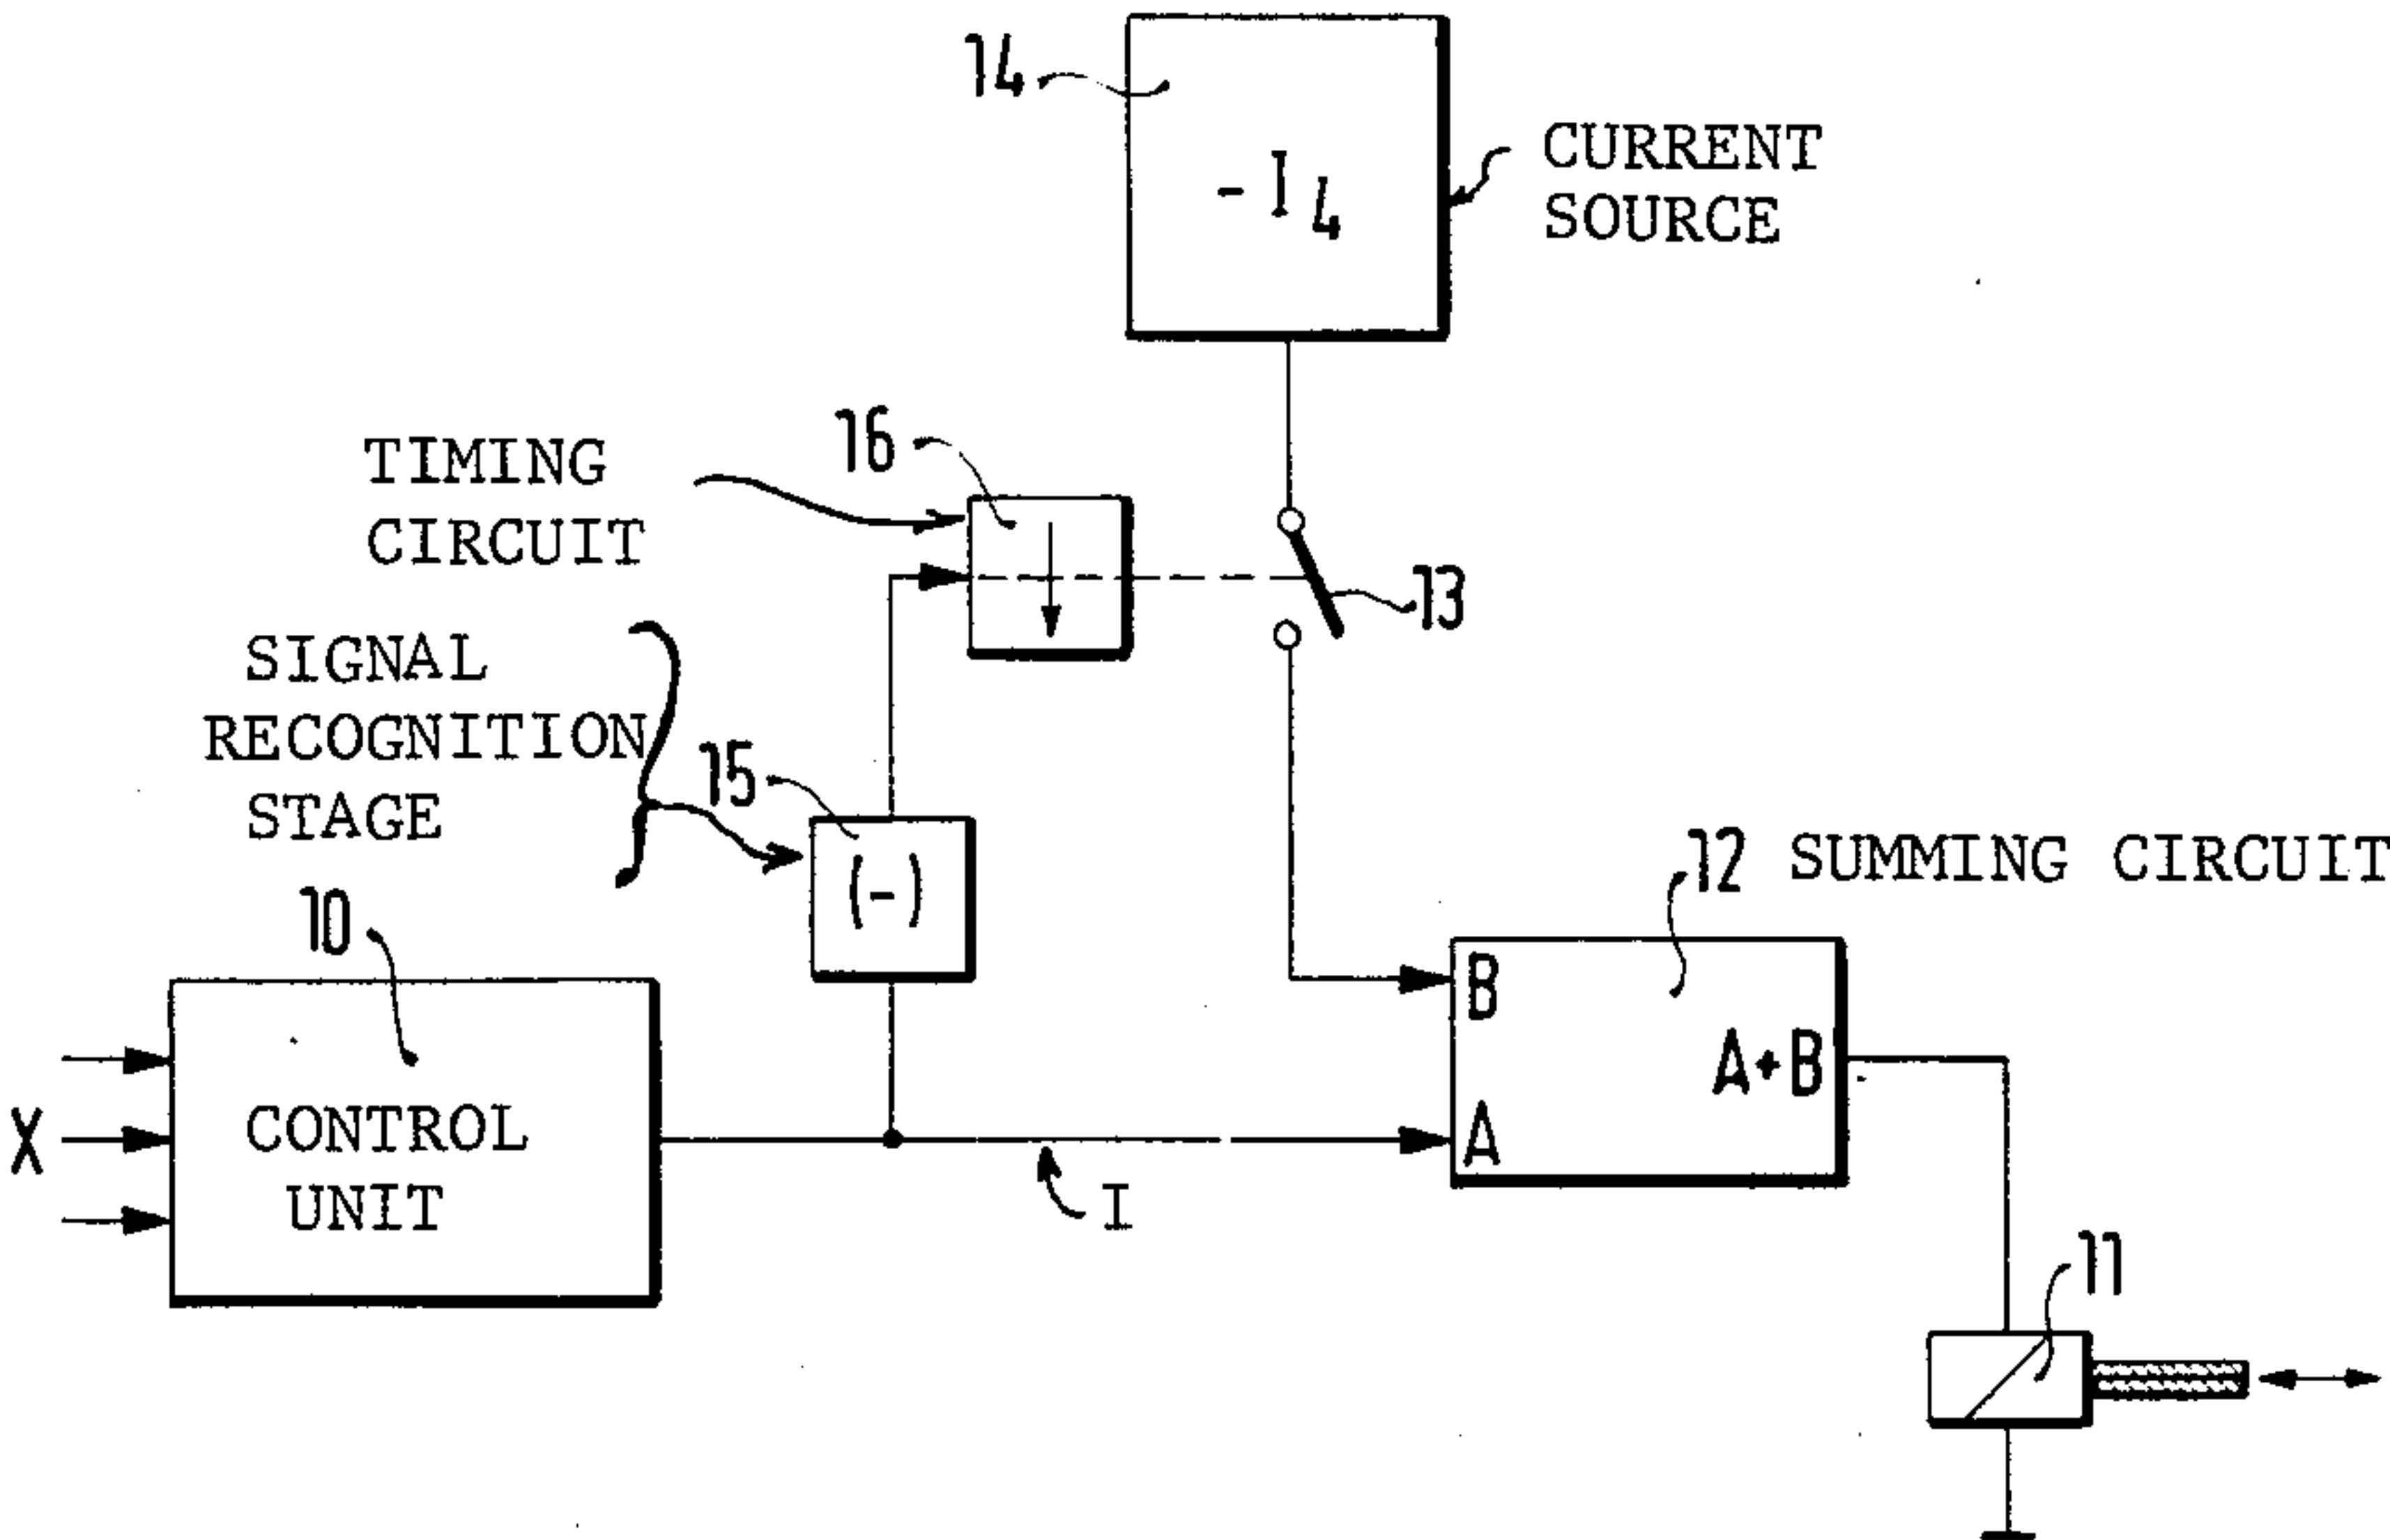 14
- I4
CURRENT
SOURCE
TIMING
CIRCUIT
16
13
SIGNAL
RECOGNITION
STAGE
15
(-)
12 SUMMING CIRCUIT
10
B
A+B
A
X
CONTROL
UNIT
I
11